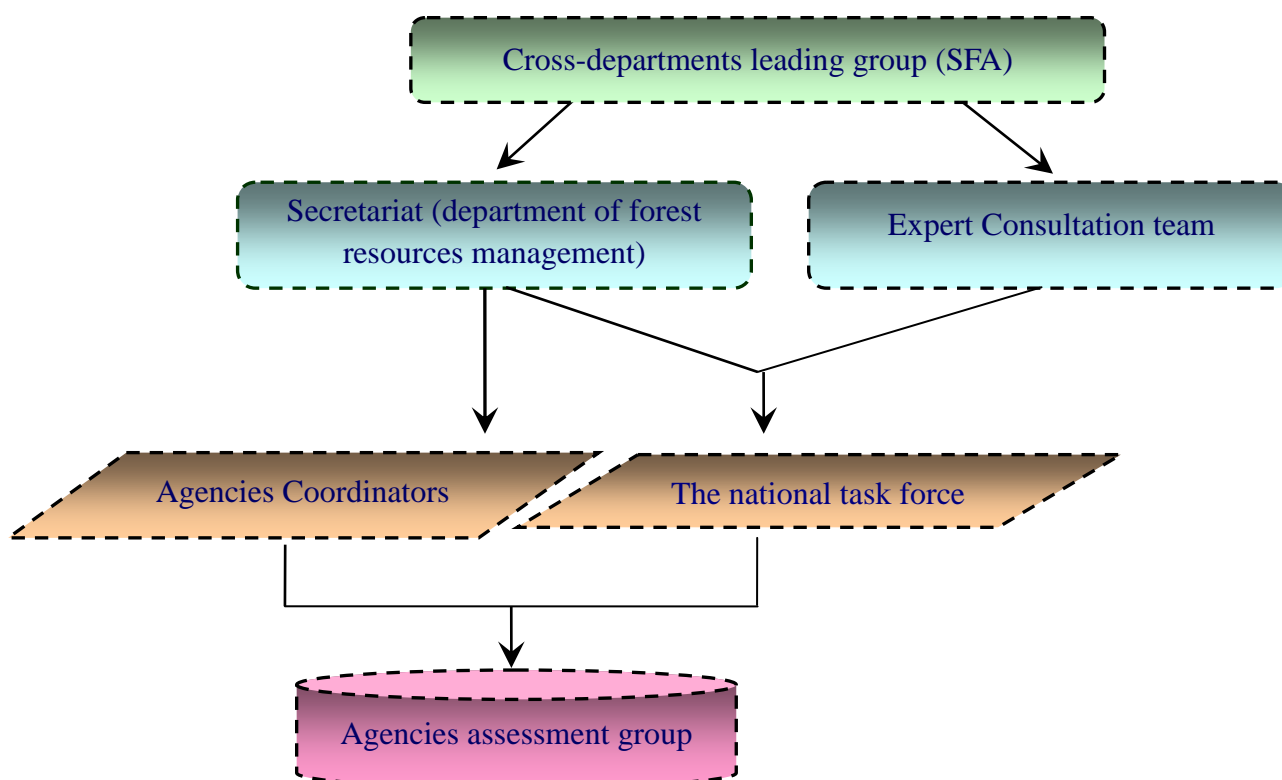 Cross-departments leading group (SFA)
Secretariat (department of forest
resources management)
Expert Consultation team
Agencies Coordinators
The national task force
Agencies assessment group